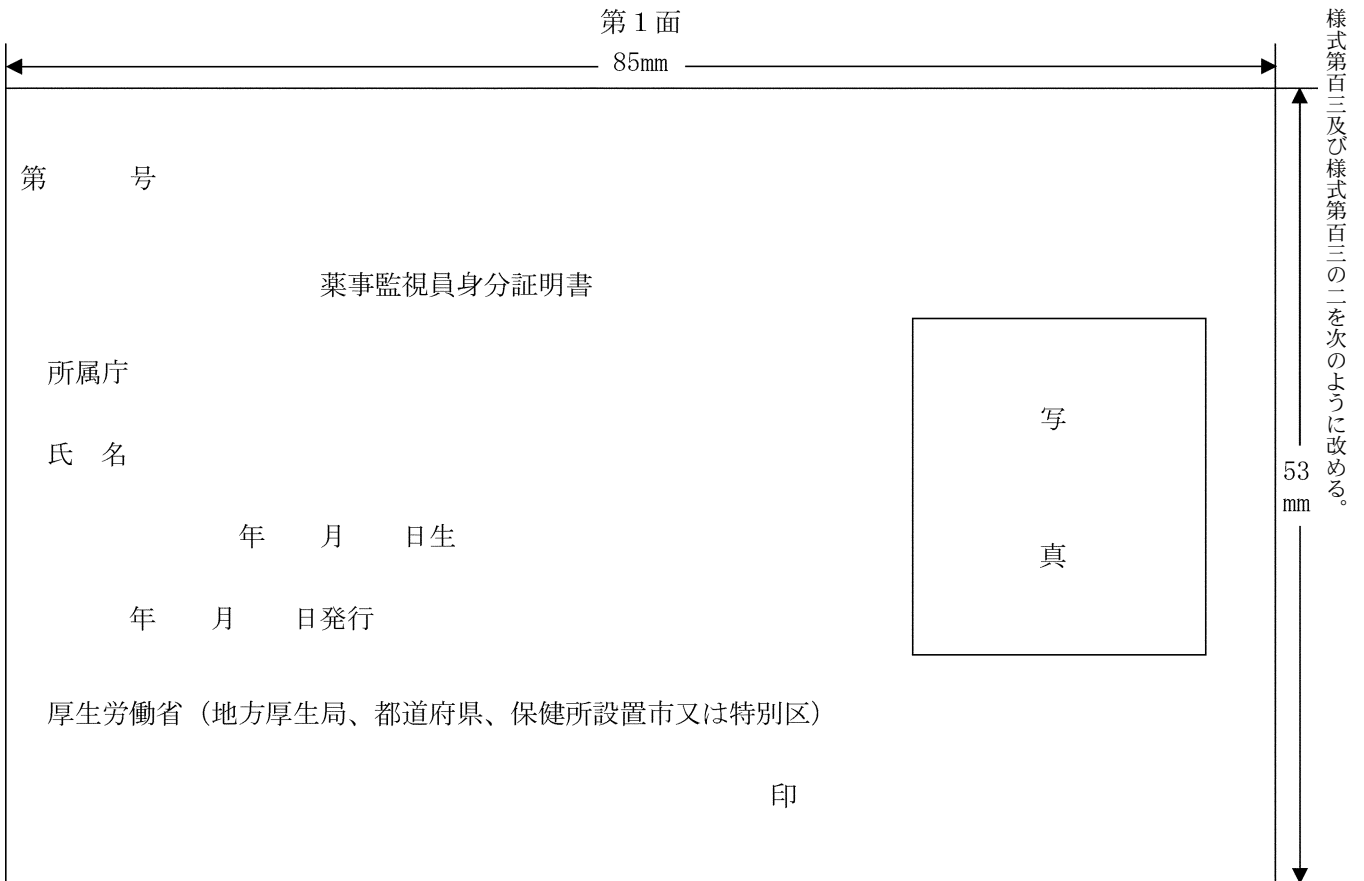 様式第百三及び様式第百三の二を次のように改める。
第1面
85mm
53
mm
第　　　号
薬事監視員身分証明書
所属庁
氏　名
写
真
年　　月　　日生
年　　月　　日発行
厚生労働省（地方厚生局、都道府県、保健所設置市又は特別区）
印